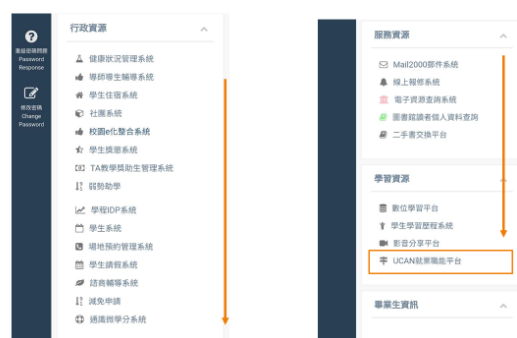 重設密碼問題
Password
Response
修改密碼
Change
Password
行政資源
健康狀況管理系統
導師導生輔導系統
學生住宿系統
社團系統
校園e化整合系統
學生獎懲系統
TA教學獎助生管理系統
弱勢助學
學程IDP系統
學生系統
場地預約管理系統
學生請假系統
諮商輔導系統
減免申請
通識微學分系統
服務資源
Mail2000郵件系統
線上報修系統
電子資源查詢系統
圖書館讀者個人資料查詢
二手書交換平台
學習資源
數位學習平台
學生學習歷程系統
影音分享平台
UCAN就業職能平台
畢業生資訊